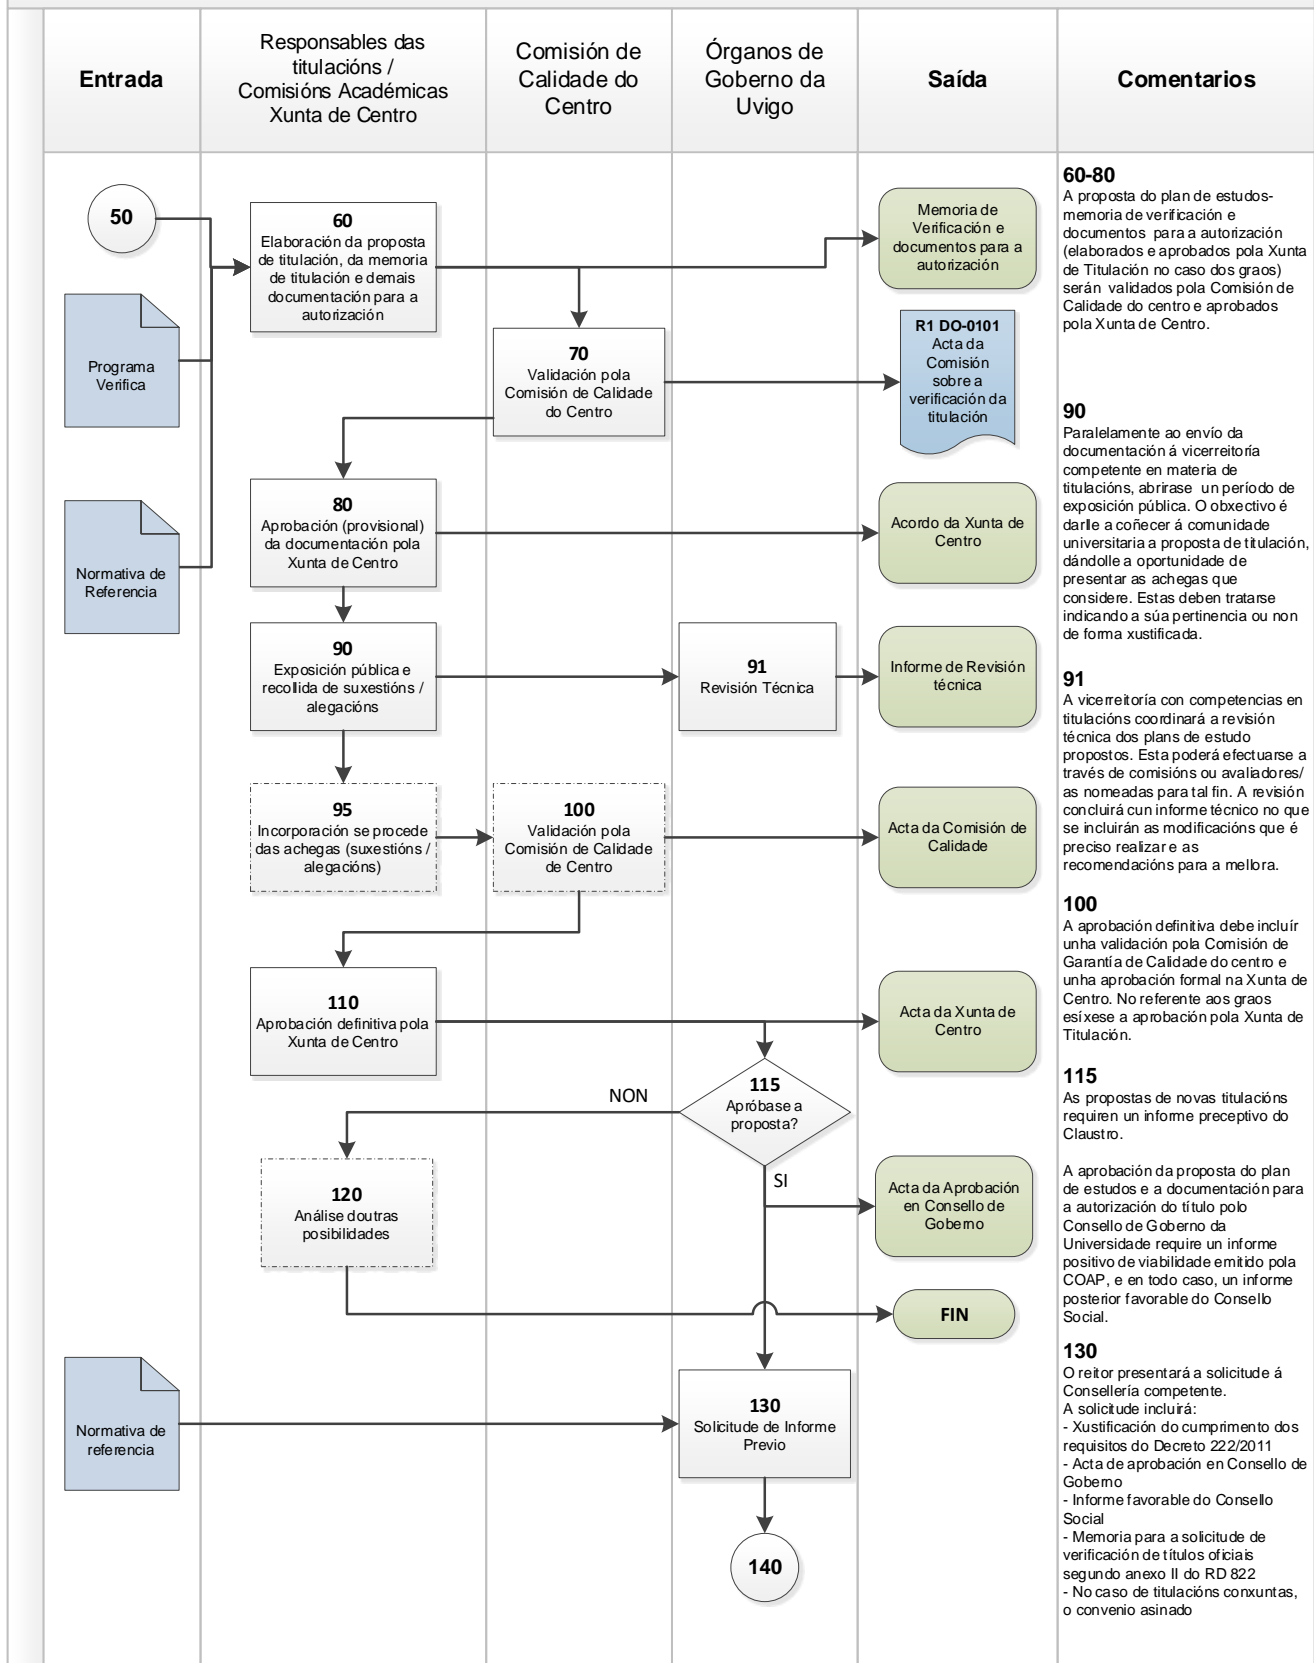 Entrada
Responsables das
titulacións /
Comisións Académicas
Xunta de Centro
Comisión de
Calidade do
Centro
Órganos de
Goberno da
Uvigo
Saída
Comentarios
50
Programa
Verifica
Normativa de
Referencia
60
Elaboración da proposta
de titulación, da memoria
de titulación e demais
documentación para a
autorización
Memoria de
Verificación e
documentos para a
autorización
70
Validación pola
Comisión de Calidade
do Centro
R1 DO-0101
Acta da
Comisión
sobre a
verificación da
titulación
80
Aprobación (provisional)
da documentación pola
Xunta de Centro
Acordo da Xunta de
Centro
90
Exposición pública e
recollida de suxestións /
alegacións
91
Revisión Técnica
Informe de Revisión
técnica
95
Incorporación se procede
das achegas (suxestións /
alegacións)
100
Validación pola
Comisión de Calidade
de Centro
Acta da Comisión de
Calidade
110
Aprobación definitiva pola
Xunta de Centro
Acta da Xunta de
Centro
115
Apróbase a
proposta?
NON
SI
120
Análise doutras
posibilidades
Acta da Aprobación
en Consello de
Goberno
FIN
Normativa de
referencia
130
Solicitude de Informe
Previo
140
60-80
A proposta do plan de estudos-
memoria de verificación e
documentos para a autorización
(elaborados e aprobados pola Xunta
de Titulación no caso dos graos)
serán validados pola Comisión de
Calidade do centro e aprobados
pola Xunta de Centro.
90
Paralelamente ao envío da
documentación á vicerreitoría
competente en materia de
titulacións, abrirase un período de
exposición pública. O obxectivo é
darlle a coñecer á comunidade
universitaria a proposta de titulación,
dándolle a oportunidade de
presentar as achegas que
considere. Estas deben tratarse
indicando a súa pertinencia ou non
de forma xustificada.
91
A vicerreitoría con competencias en
titulacións coordinará a revisión
técnica dos plans de estudo
propostos. Esta poderá efectuarse a
través de comisións ou avaliadores/
as nomeadas para tal fin. A revisión
concluirá cun informe técnico no que
se incluirán as modificacións que é
preciso realizar e as
recomendacións para a mellora.
100
A aprobación definitiva debe incluír
unha validación pola Comisión de
Garantía de Calidade do centro e
unha aprobación formal na Xunta de
Centro. No referente aos graos
esíxese a aprobación pola Xunta de
Titulación.
115
As propostas de novas titulacións
requiren un informe preceptivo do
Claustro.
A aprobación da proposta do plan
de estudos e a documentación para
a autorización do título polo
Consello de Goberno da
Universidade require un informe
positivo de viabilidade emitido pola
COAP, e en todo caso, un informe
posterior favorable do Consello
Social.
130
O reitor presentará a solicitude á
Consellería competente.
A solicitude incluirá:
- Xustificación do cumprimento dos
requisitos do Decreto 222/2011
- Acta de aprobación en Consello de
Goberno
- Informe favorable do Consello
Social
- Memoria para a solicitude de
verificación de títulos oficiais
segundo anexo II do RD 822
- No caso de titulacións conxuntas,
o convenio asinado